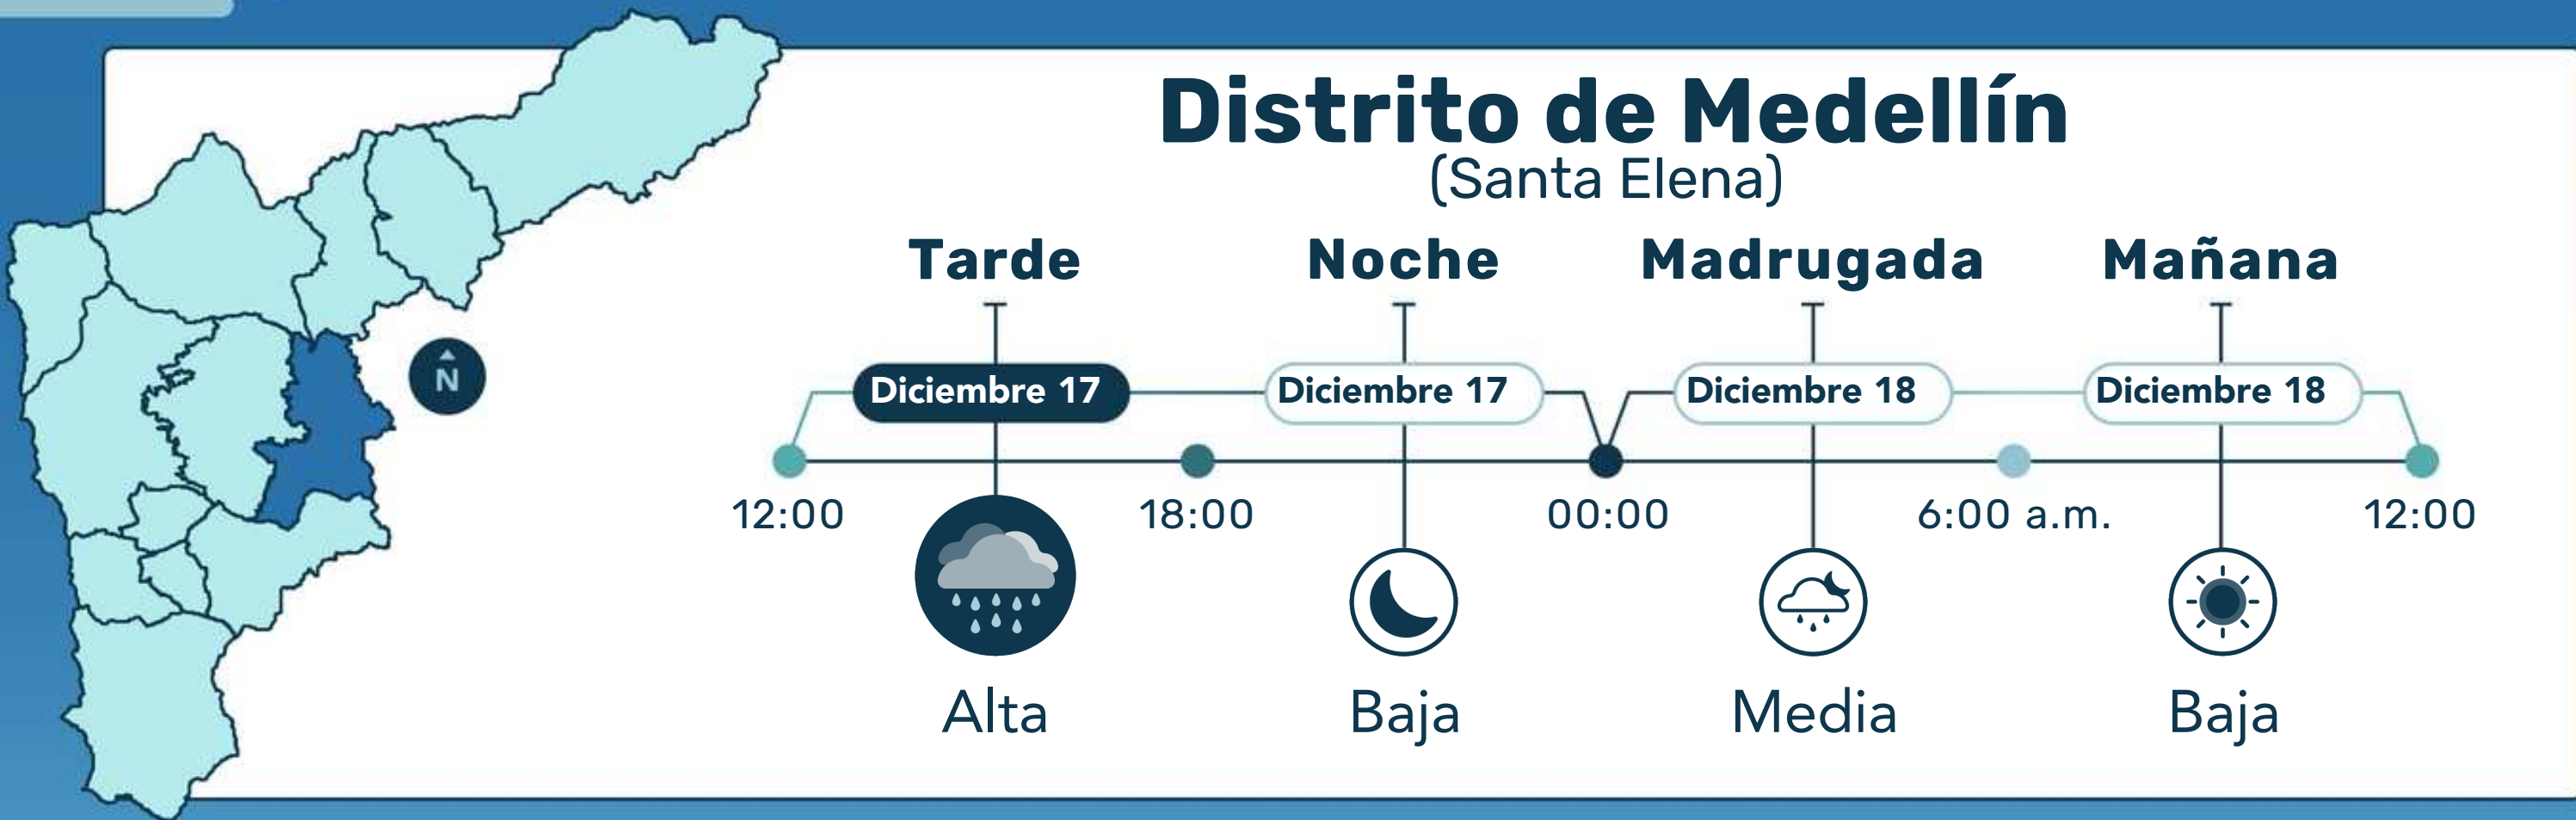 Distrito de Medellín
(Santa Elena)
Tarde Noche Madrugada Mañana
N
Diciembre 17 Diciembre 17 Diciembre 18 Diciembre 18
12:00 18:00 00:00 6:00 a.m. 12:00
Alta Baja Media Baja